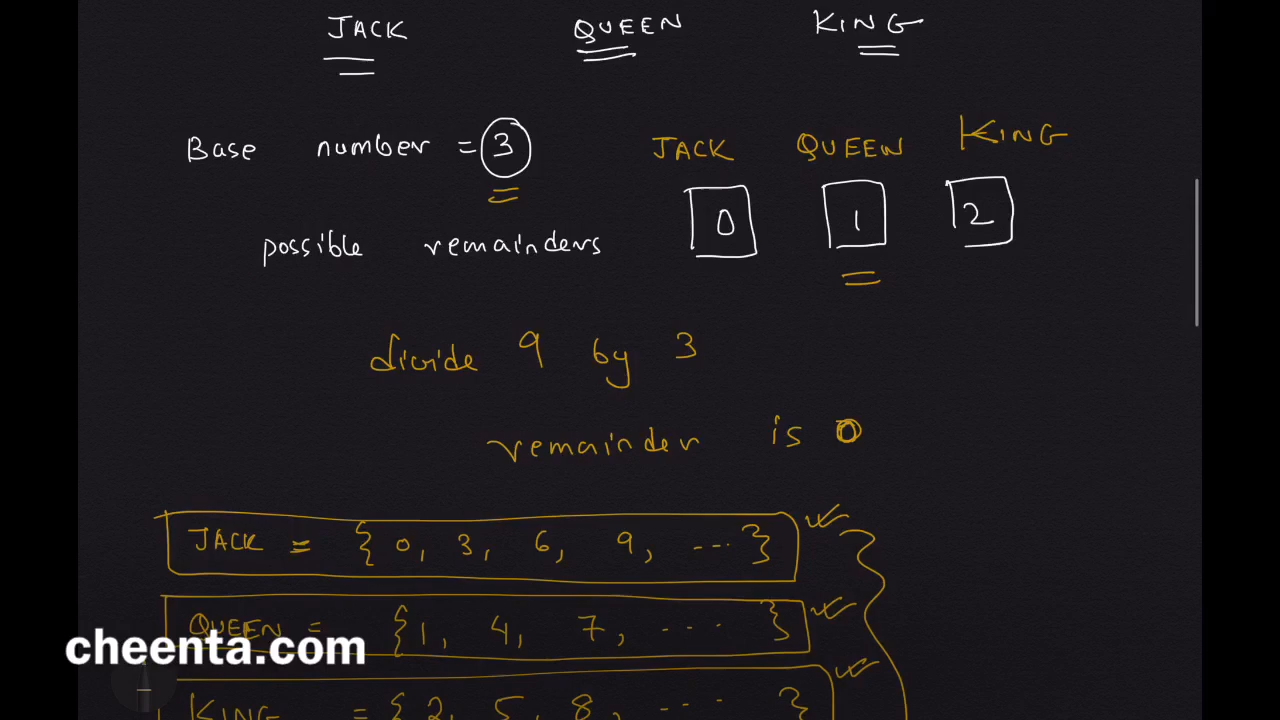 JACK QUEEN KING
Base number = 3 JACK QUEEN KING
possible remainders 0 1 2
divide 9 by 3
remainder is 0
JACK = {0, 3, 6, 9, ...}
QUEEN = {1, 4, 7, ... }
cheenta.com
KING = {2, 5, 8, ... }